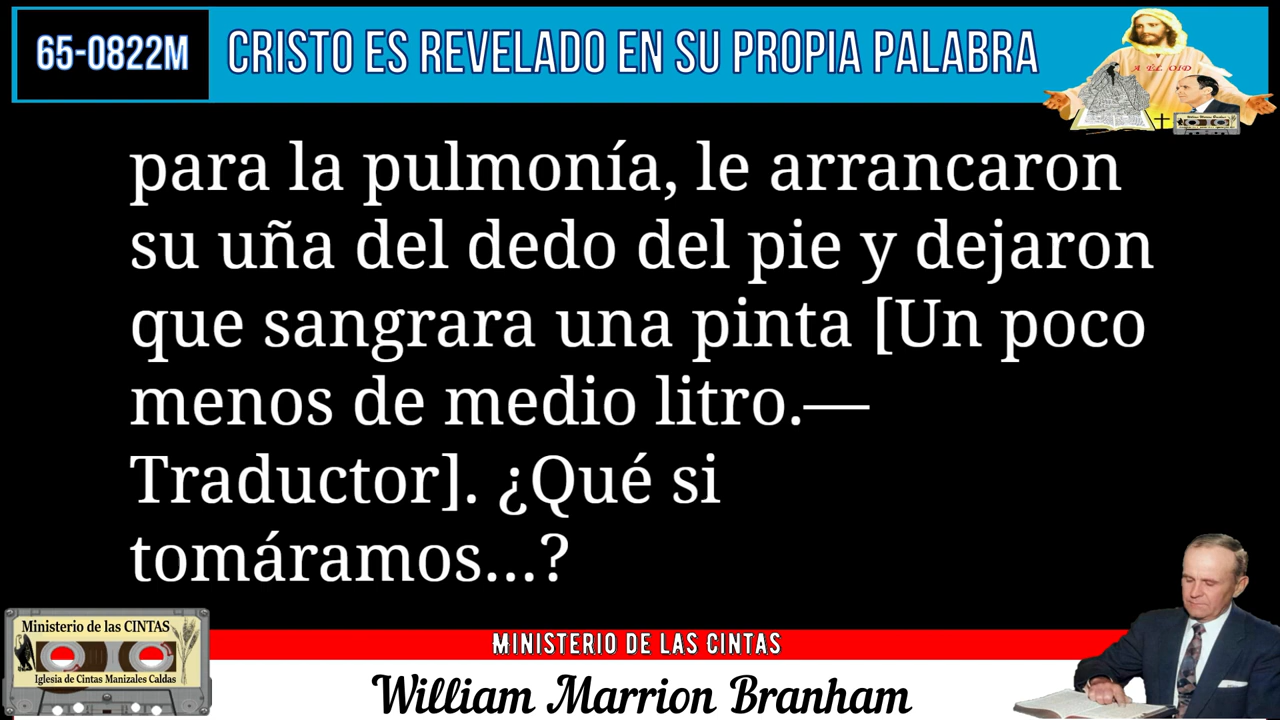 65-0822M
CRISTO ES REVELADO EN SU PROPIA PALABRA
A ÉL OID
para la pulmonía, le arrancaron
su uña del dedo del pie y dejaron
que sangrara una pinta [Un poco
menos de medio litro.—
Traductor]. ¿Qué si
tomáramos...?
Ministerio de las CINTAS
Iglesia de Cintas Manizales Caldas
MINISTERIO DE LAS CINTAS
William Marrion Branham